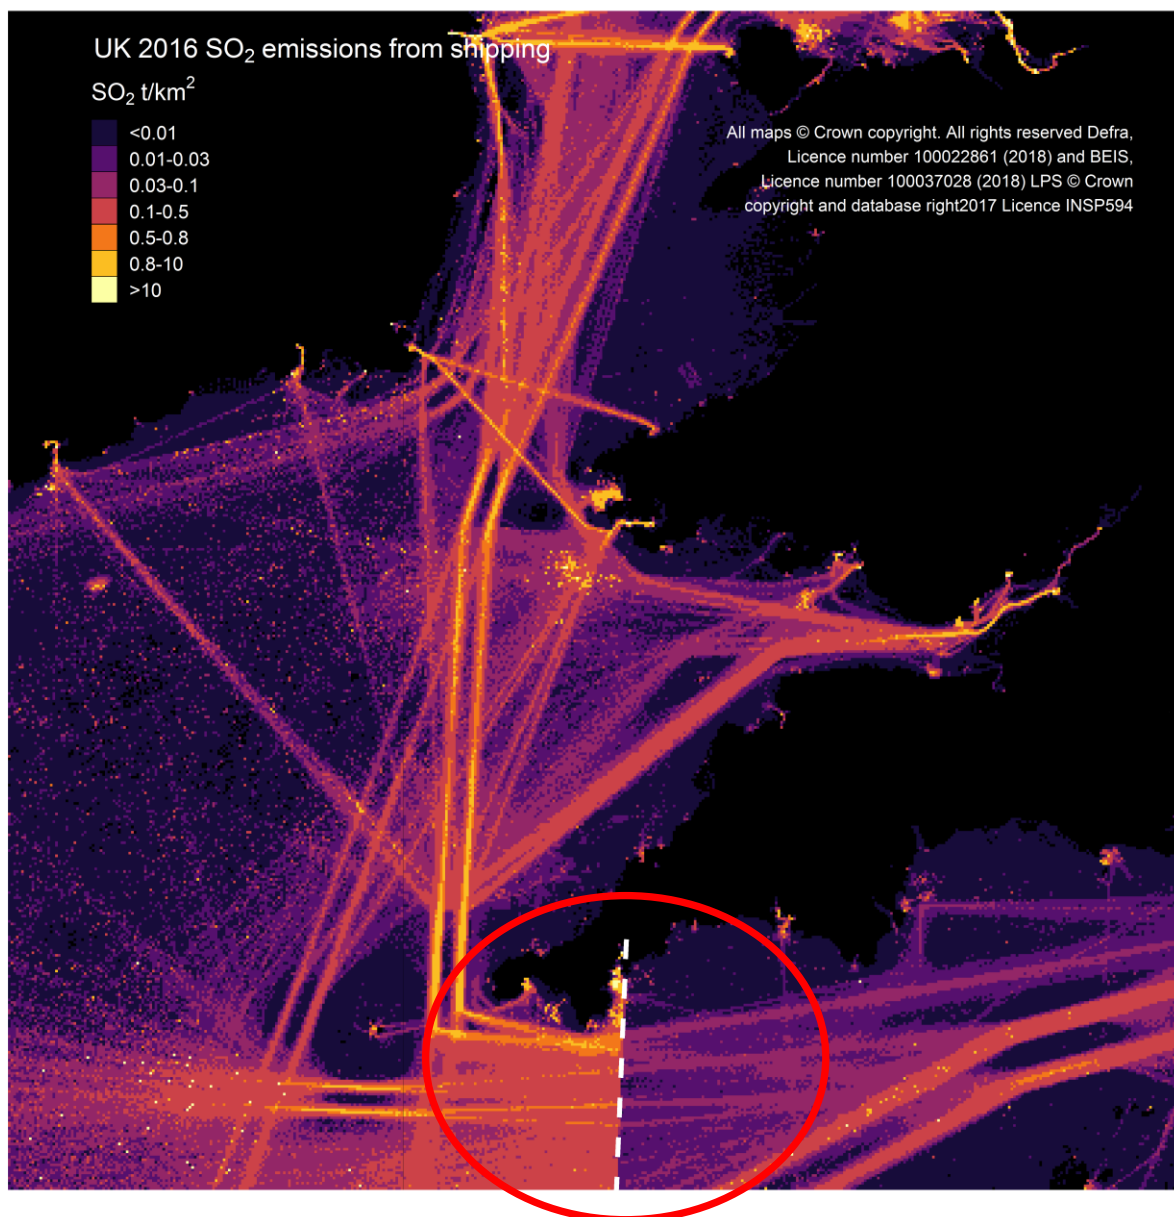 UK 2016 SO₂ emissions from shipping
SO₂ t/km²
<0.01
0.01-0.03
0.03-0.1
0.1-0.5
0.5-0.8
0.8-10
>10
All maps © Crown copyright. All rights reserved Defra,
Licence number 100022861 (2018) and BEIS,
Licence number 100037028 (2018) LPS © Crown
copyright and database right2017 Licence INSP594